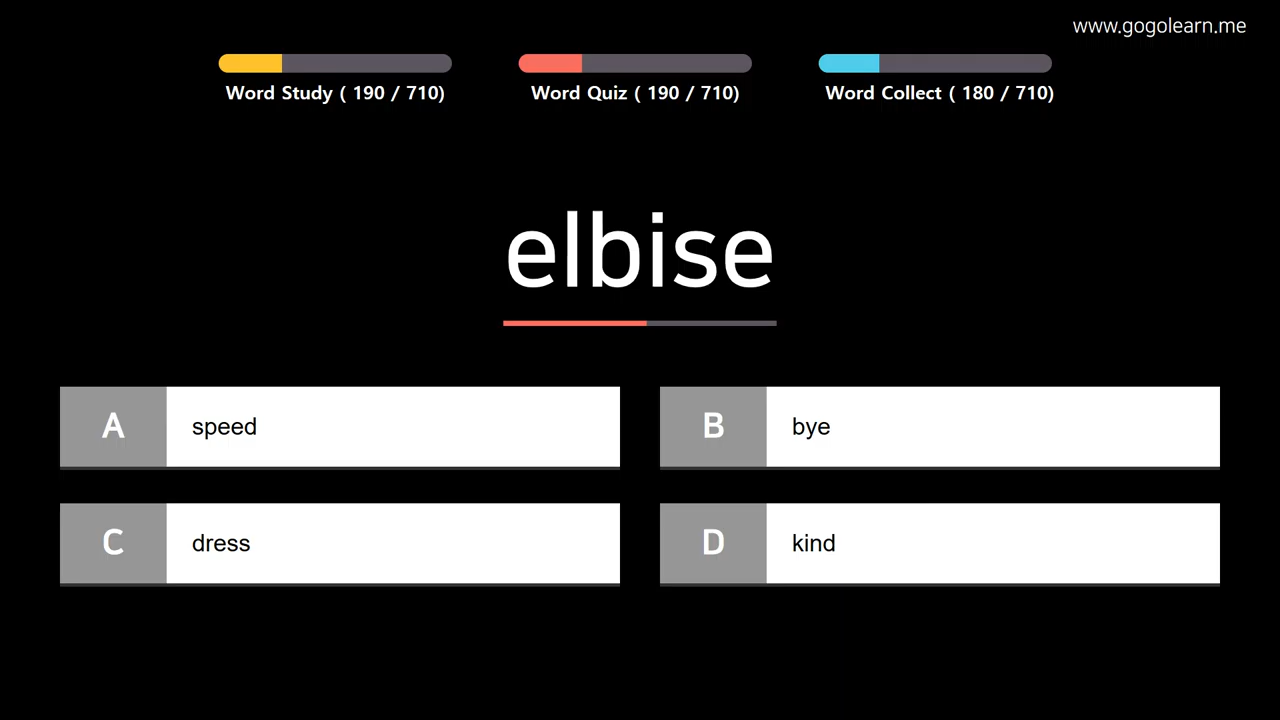 www.gogolearn.me
Word Study ( 190 / 710)
Word Quiz ( 190 / 710)
Word Collect ( 180 / 710)
elbise
A speed
B bye
C dress
D kind